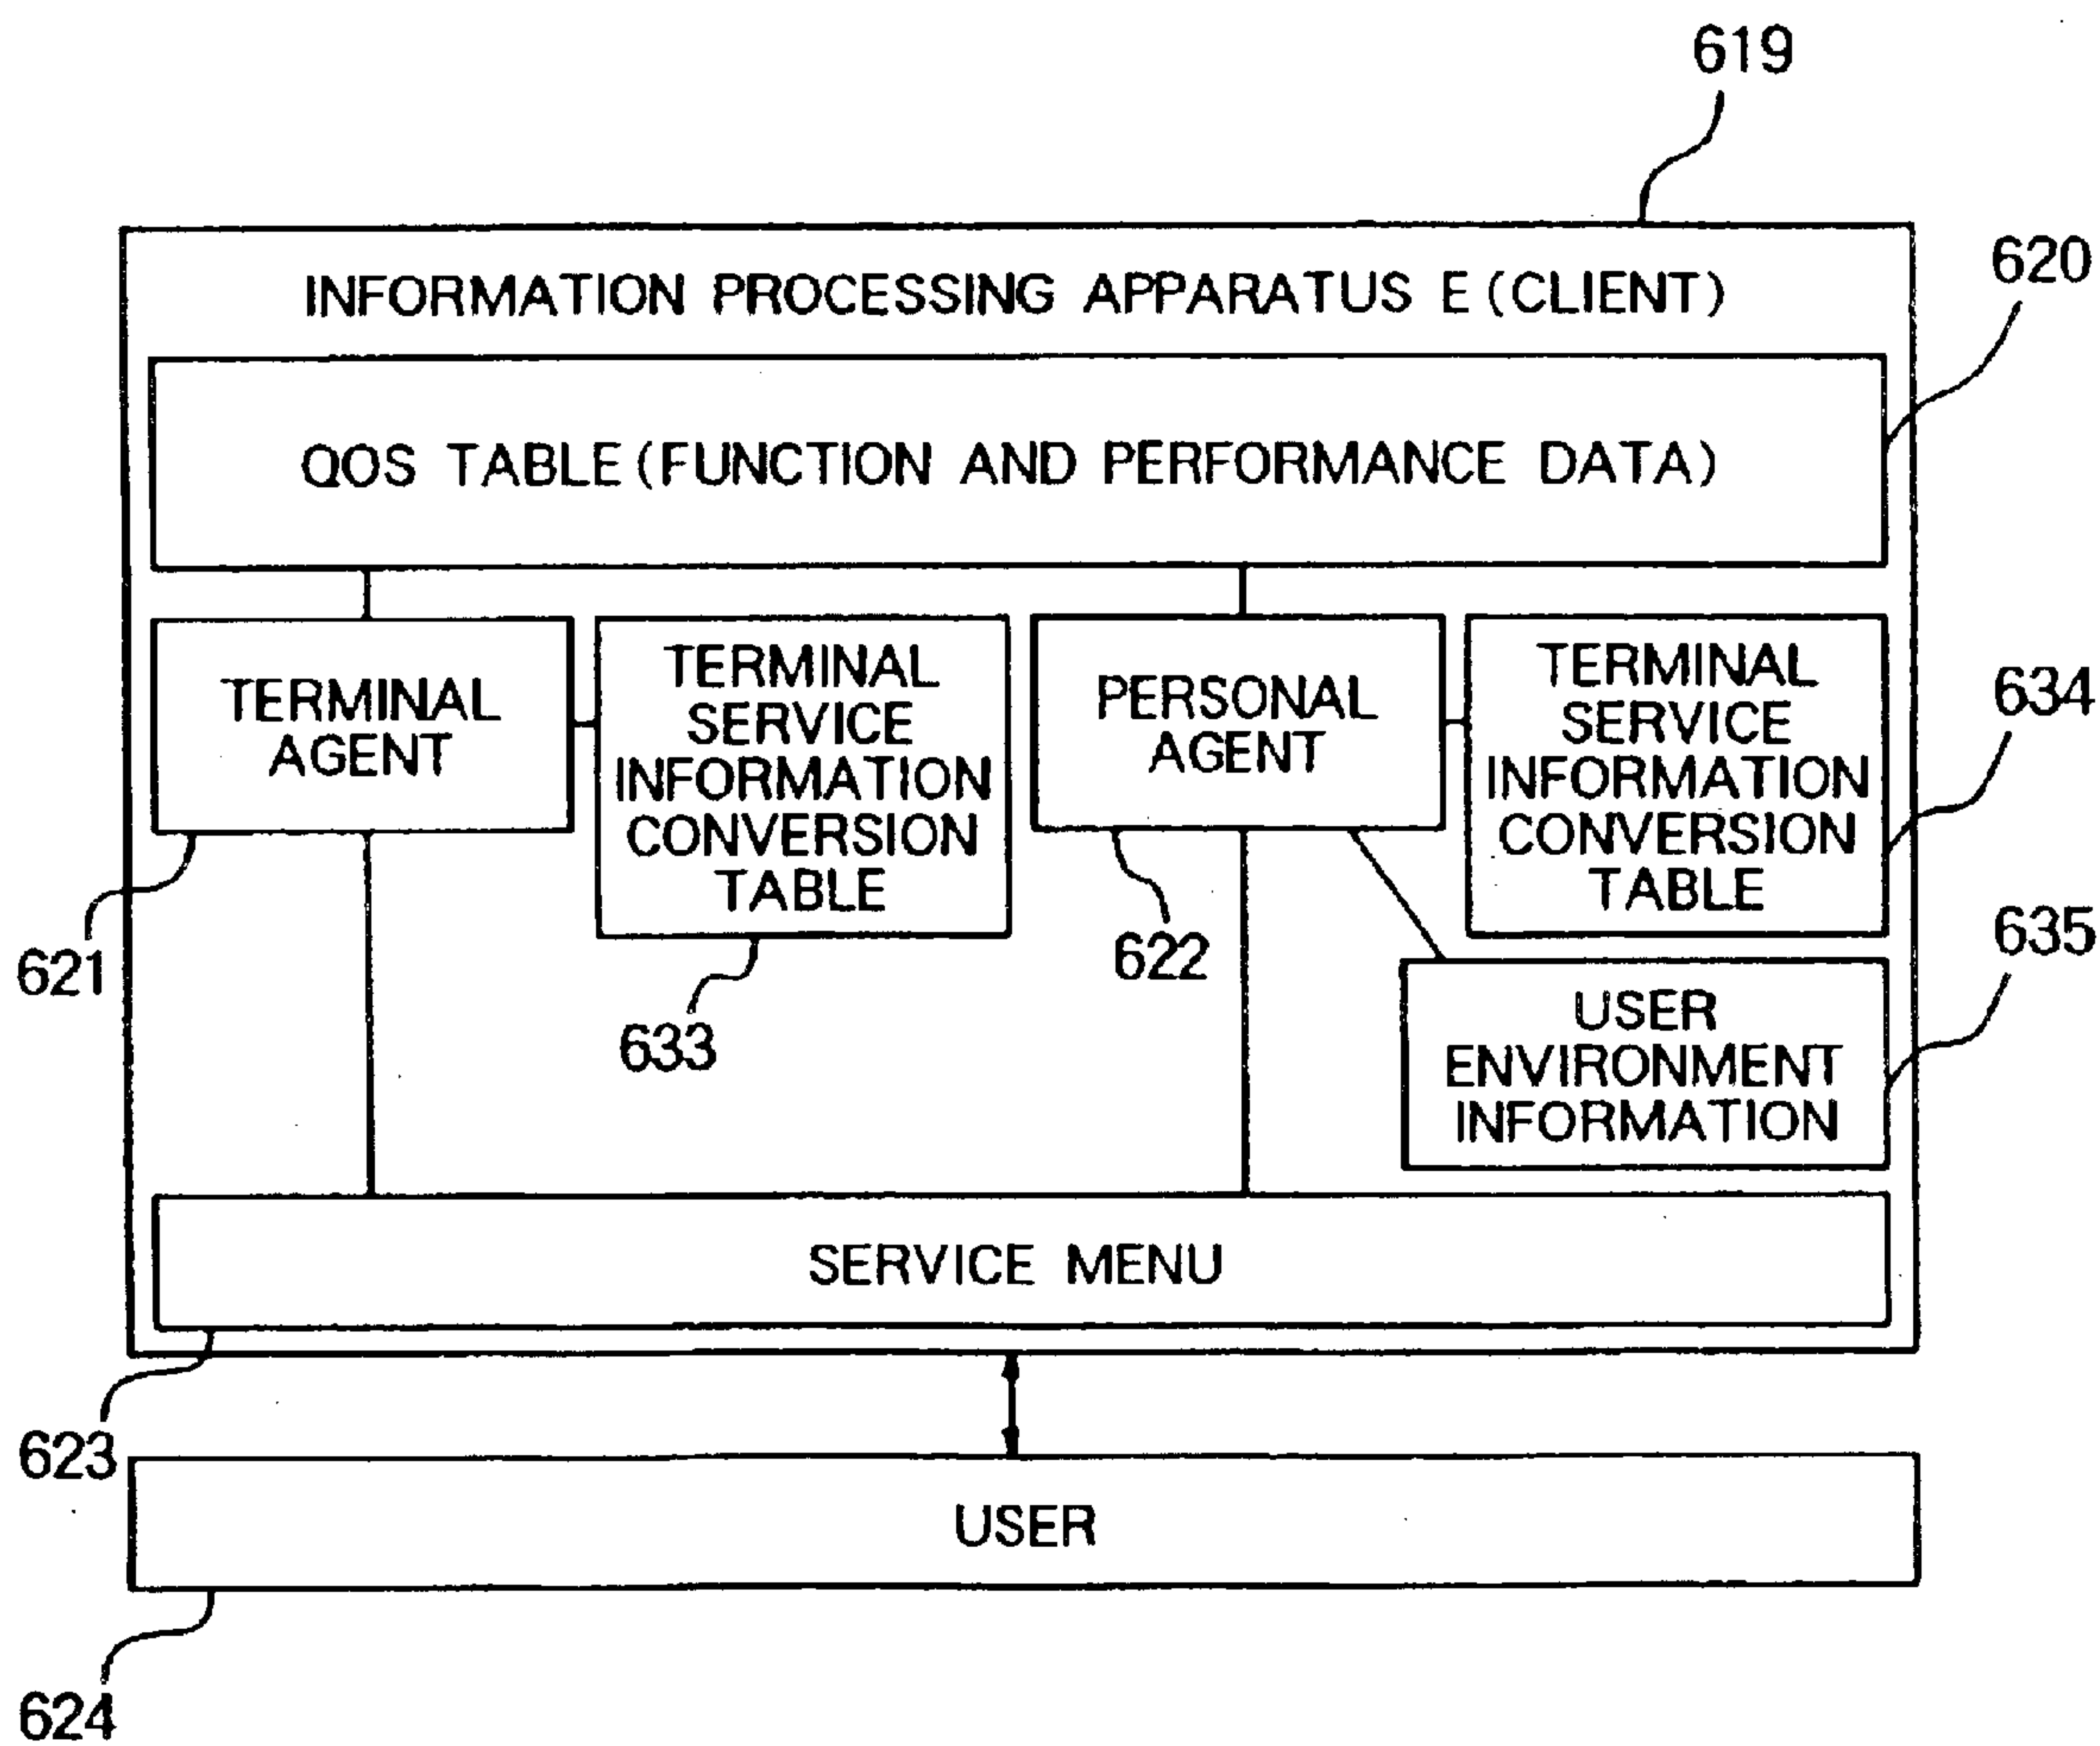 619
INFORMATION PROCESSING APPARATUS E (CLIENT)
620
QOS TABLE (FUNCTION AND PERFORMANCE DATA)
TERMINAL
AGENT
TERMINAL
SERVICE
INFORMATION
CONVERSION
TABLE
PERSONAL
AGENT
TERMINAL
SERVICE
INFORMATION
CONVERSION
TABLE
634
621
633
622
635
USER
ENVIRONMENT
INFORMATION
SERVICE MENU
623
USER
624